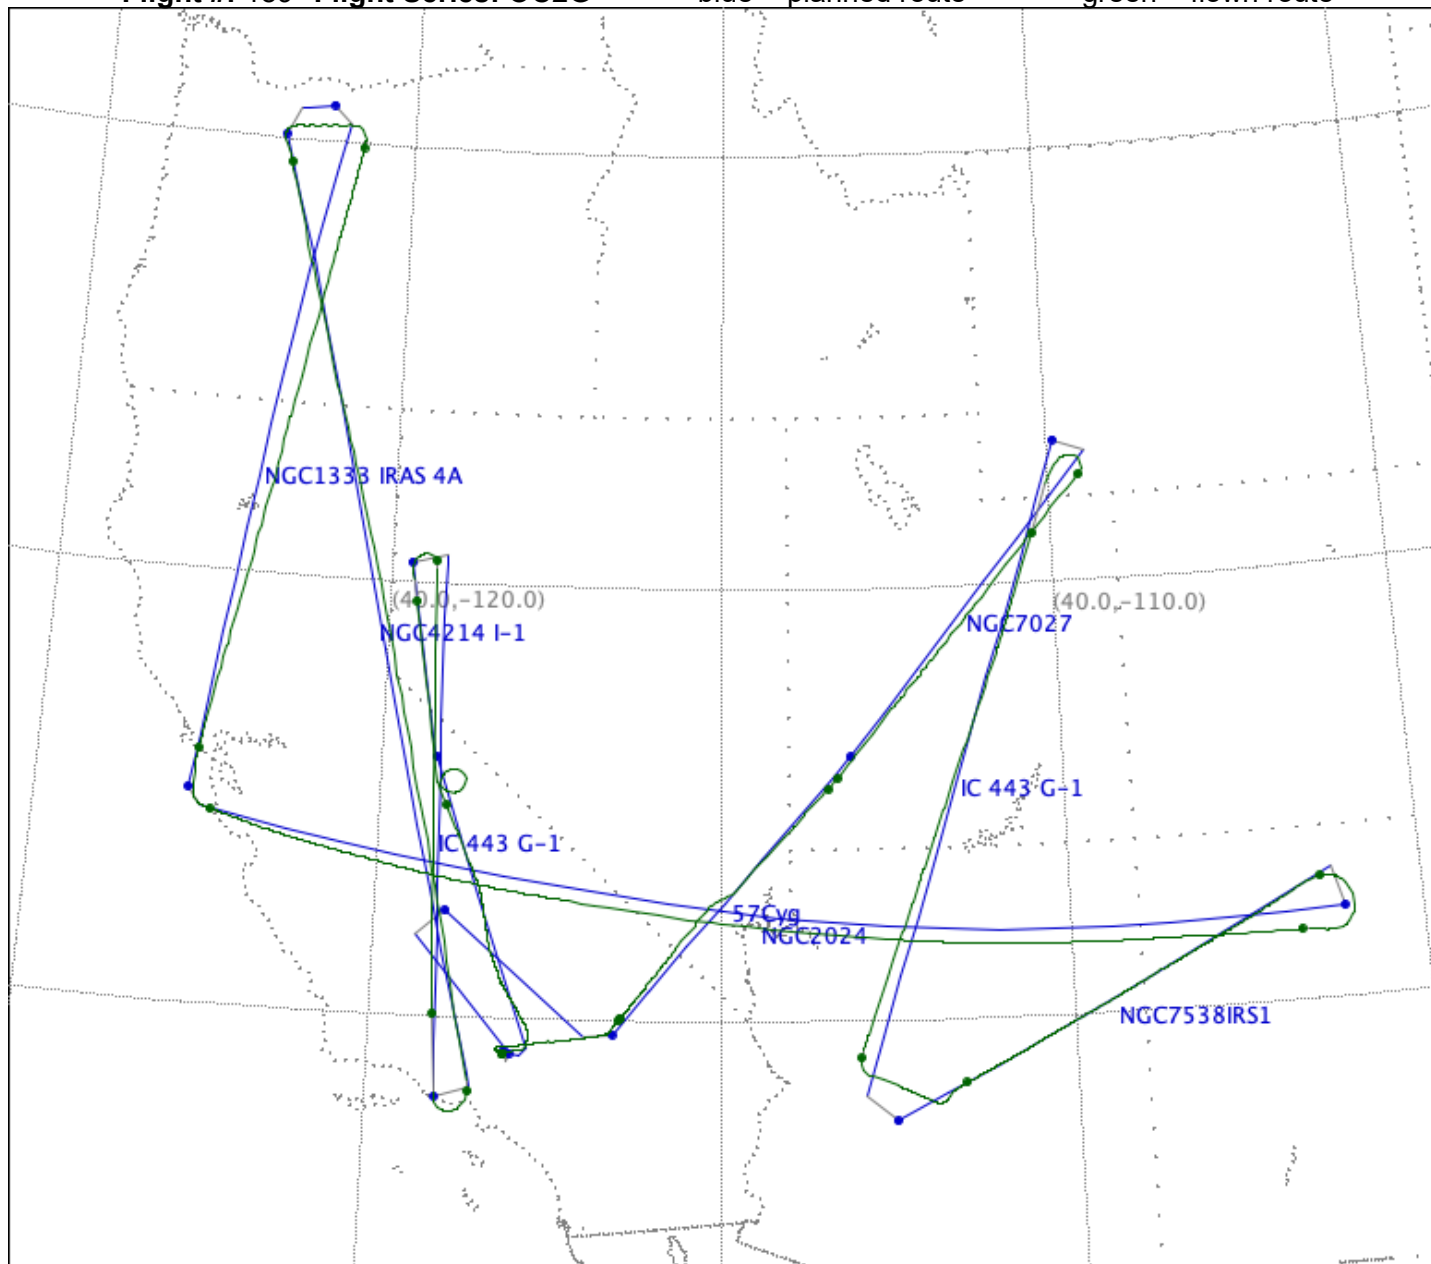 NGC1333 IRAS 4A
(40.0,-120.0)
(40.0,-110.0)
NGC4214 I-1
NGC7027
IC 443 G-1
IC 443 G-1
57Cyg
NGC2024
NGC7538IRS1